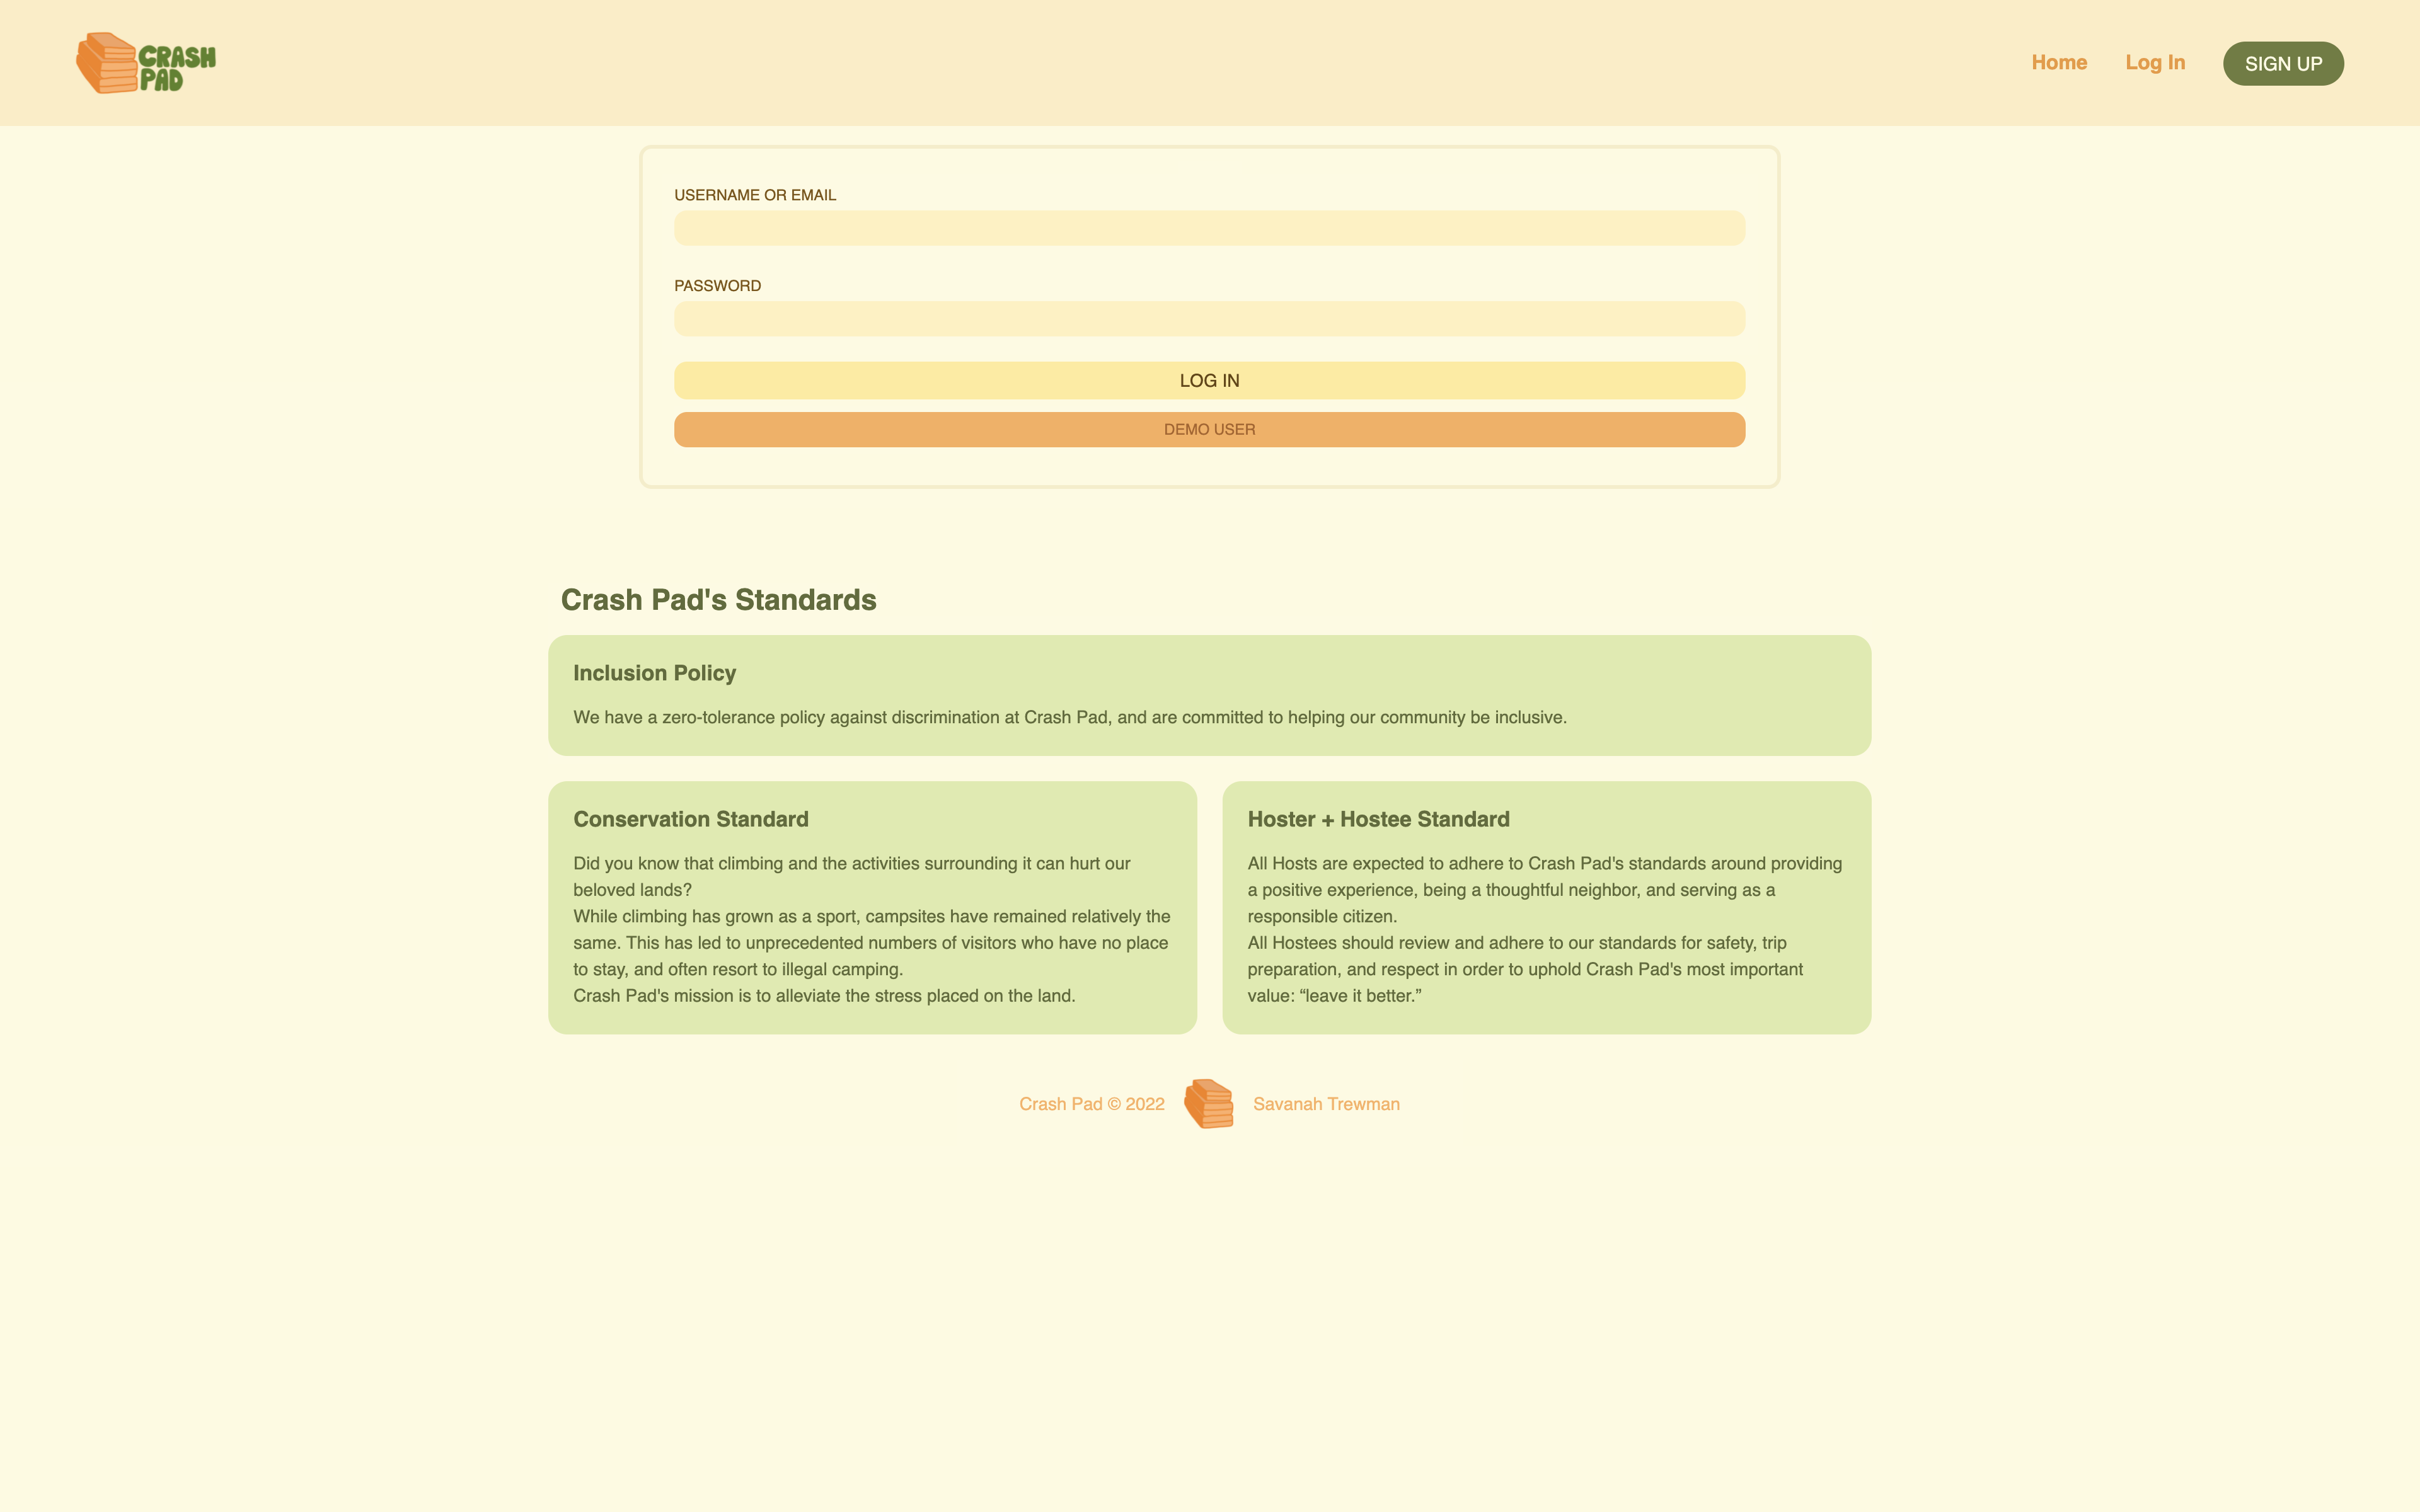 CRASH
PAD
Home
Log In
SIGN UP
USERNAME OR EMAIL
PASSWORD
LOG IN
DEMO USER
Crash Pad's Standards
Inclusion Policy
We have a zero-tolerance policy against discrimination at Crash Pad, and are committed to helping our community be inclusive.
Conservation Standard
Did you know that climbing and the activities surrounding it can hurt our
beloved lands?
While climbing has grown as a sport, campsites have remained relatively the
same. This has led to unprecedented numbers of visitors who have no place
to stay, and often resort to illegal camping.
Crash Pad's mission is to alleviate the stress placed on the land.
Hoster + Hostee Standard
All Hosts are expected to adhere to Crash Pad's standards around providing
a positive experience, being a thoughtful neighbor, and serving as a
responsible citizen.
All Hostees should review and adhere to our standards for safety, trip
preparation, and respect in order to uphold Crash Pad's most important
value: “leave it better.”
Crash Pad © 2022
Savanah Trewman